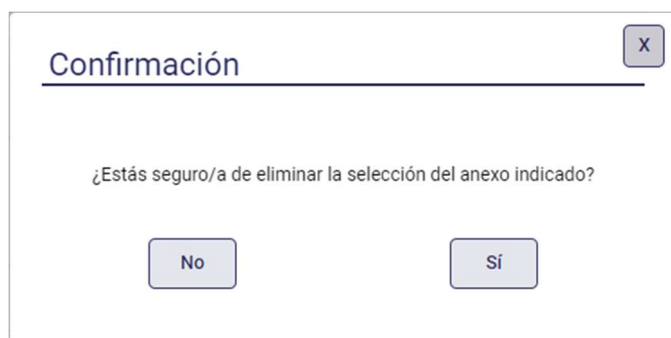 Confirmación
X
¿Estás seguro/a de eliminar la selección del anexo indicado?
No
Sí